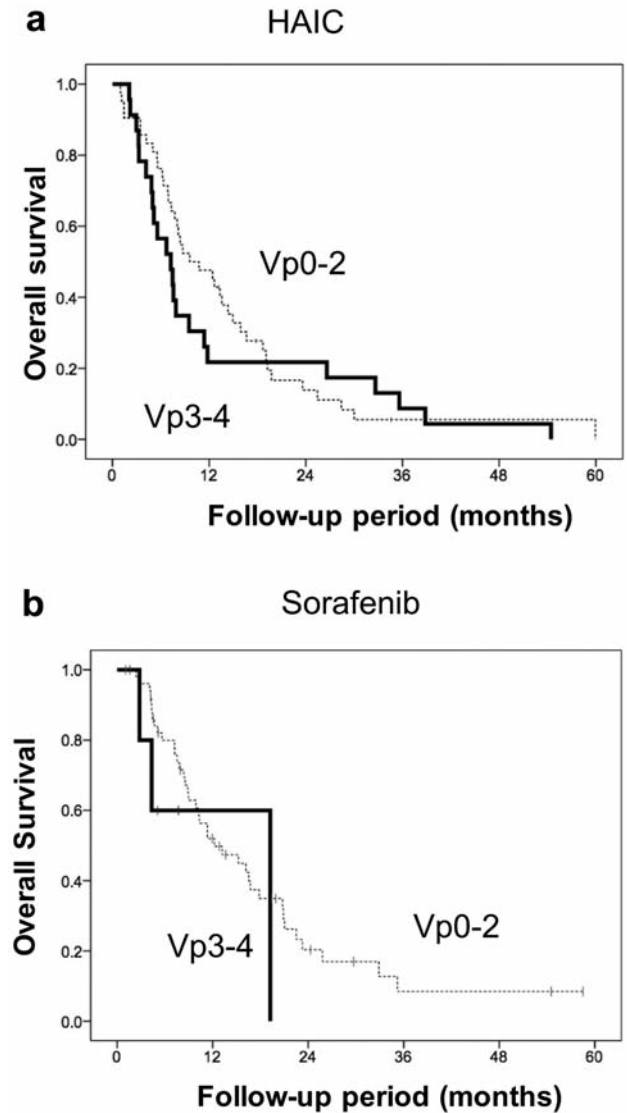 a
HAIC
1.0
0.8
0.6
0.4
0.2
0.0
Overall survival
Vp0-2
Vp3-4
0
12
24
36
48
60
Follow-up period (months)
b
Sorafenib
1.0
0.8
0.6
0.4
0.2
0.0
Overall Survival
Vp3-4
Vp0-2
0
12
24
36
48
60
Follow-up period (months)